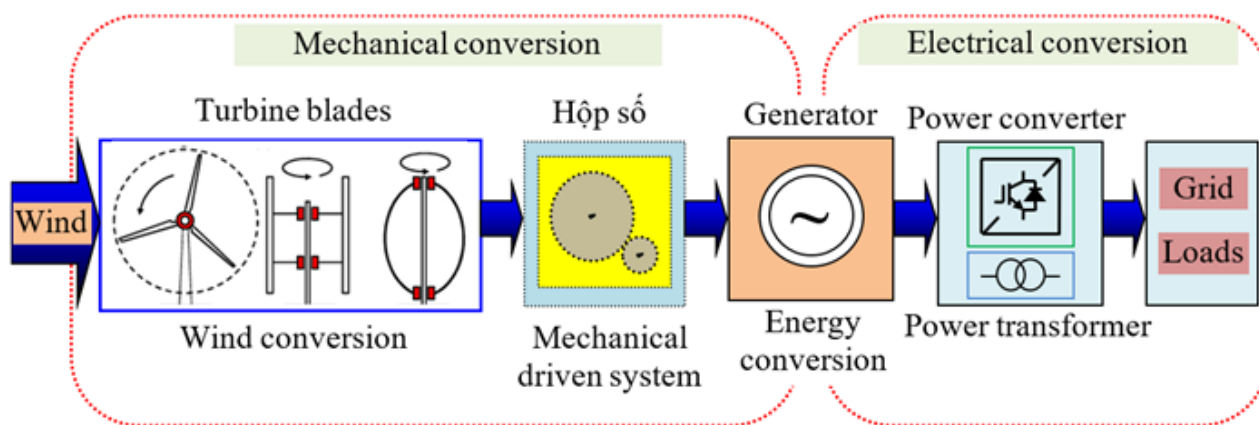 Mechanical conversion
Electrical conversion
Turbine blades
Hộp số
Generator
Power converter
Wind
~
Grid
Loads
Wind conversion
Mechanical
driven system
Energy
conversion
Power transformer